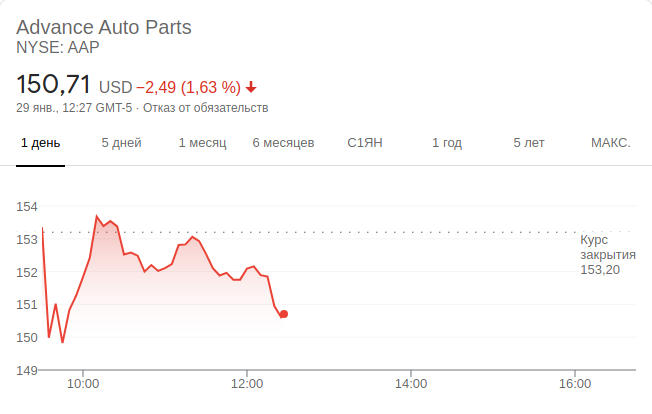 Advance Auto Parts
NYSE: AAP
150,71 USD −2,49 (1,63 %)
29 янв., 12:27 GMT-5 · Отказ от обязательств
1 день 5 дней 1 месяц 6 месяцев С1ЯН 1 год 5 лет МАКС.
154
153
152
151
150
149
Курс
закрытия
153,20
10:00 12:00 14:00 16:00